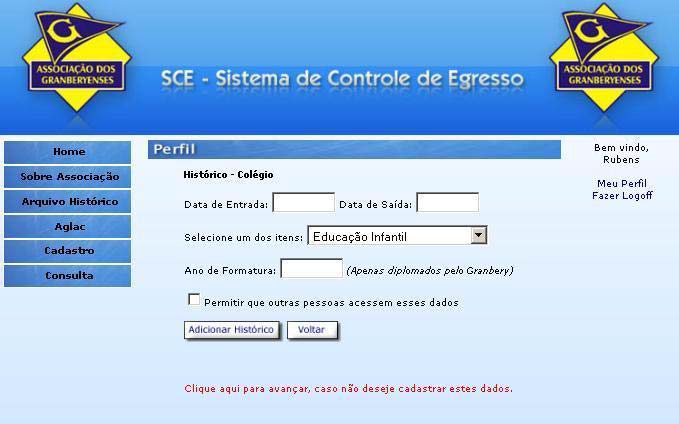 G
ASSOCIAÇÃO DOS
GRANBERYENSES
SCE - Sistema de Controle de Egresso
G
ASSOCIAÇÃO DOS
GRANBERYENSES
Home
Sobre Associação
Arquivo Histórico
Aglac
Cadastro
Consulta
Perfil
Histórico - Colégio
Data de Entrada: Data de Saída:
Selecione um dos itens: Educação Infantil
Ano de Formatura: (Apenas diplomados pelo Granbery)
Permitir que outras pessoas acessem esses dados
Adicionar Histórico Voltar
Clique aqui para avançar, caso não deseje cadastrar estes dados.
Bem vindo,
Rubens
Meu Perfil
Fazer Logoff